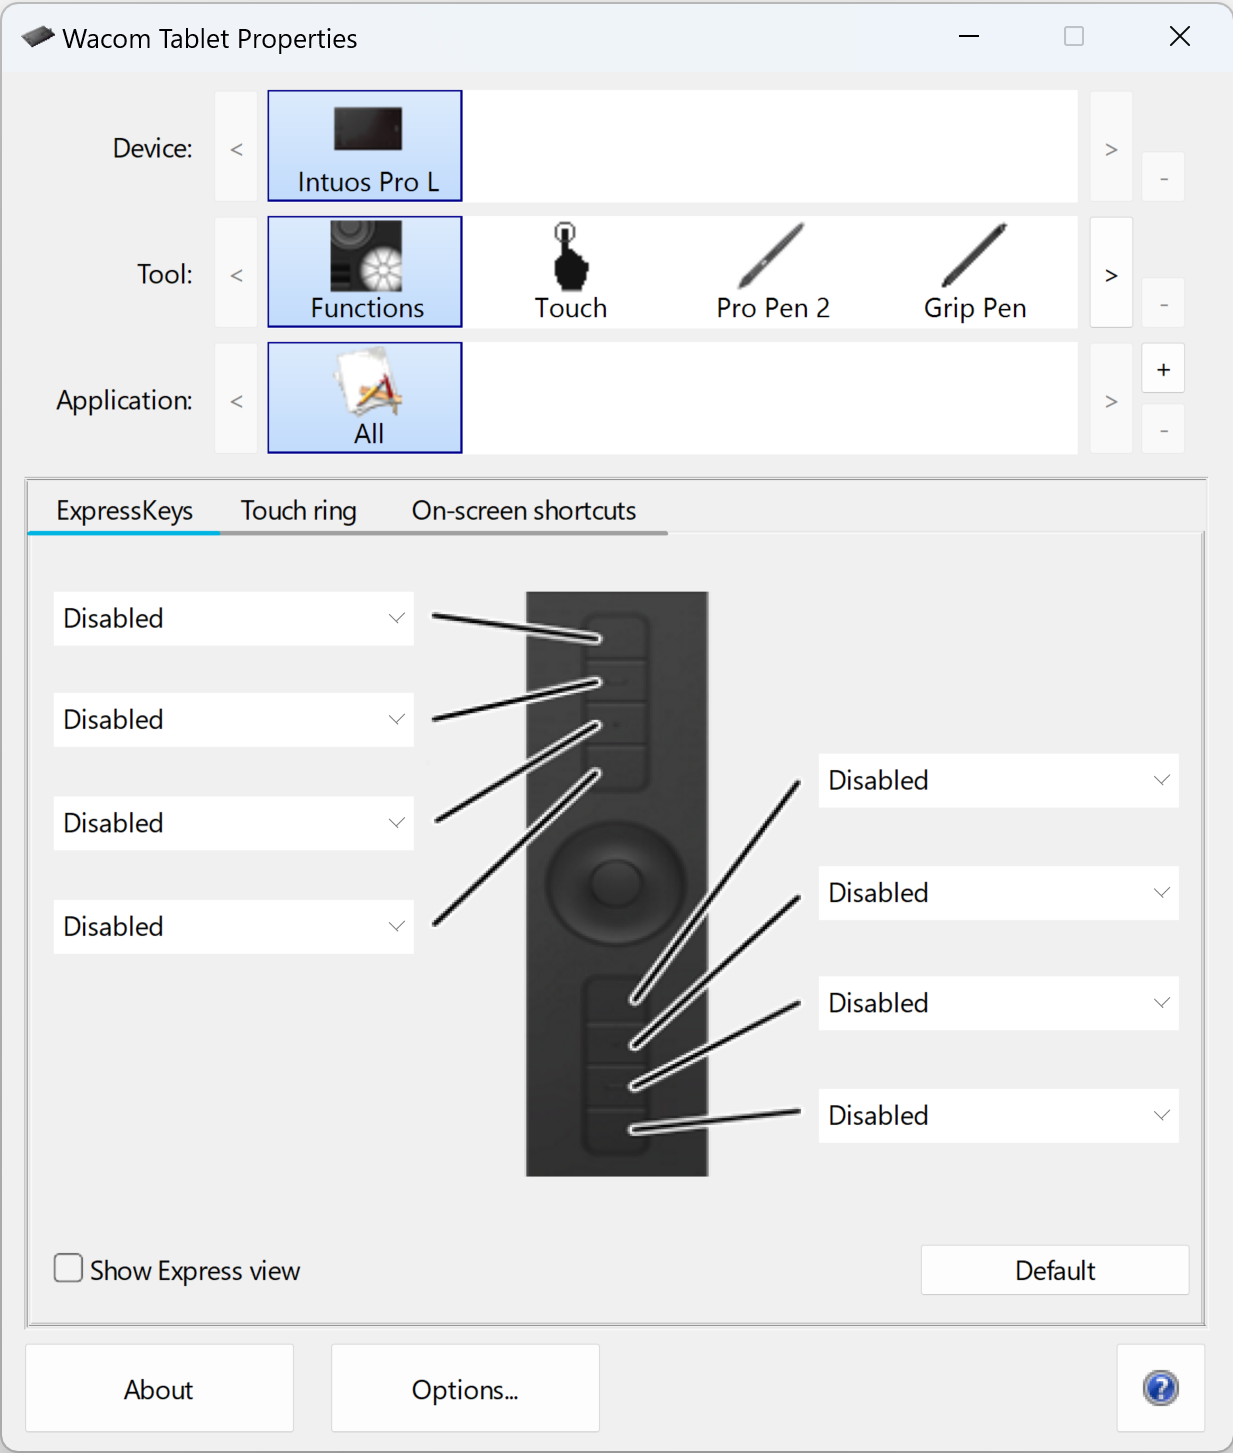 Wacom Tablet Properties
Device:
<
Intuos Pro L
>
-
Tool:
<
Functions
Touch
Pro Pen 2
Grip Pen
>
-
Application:
<
All
>
+
-
ExpressKeys
Touch ring
On-screen shortcuts
Disabled
Disabled
Disabled
Disabled
Disabled
Disabled
Disabled
Disabled
Show Express view
Default
About
Options...
?